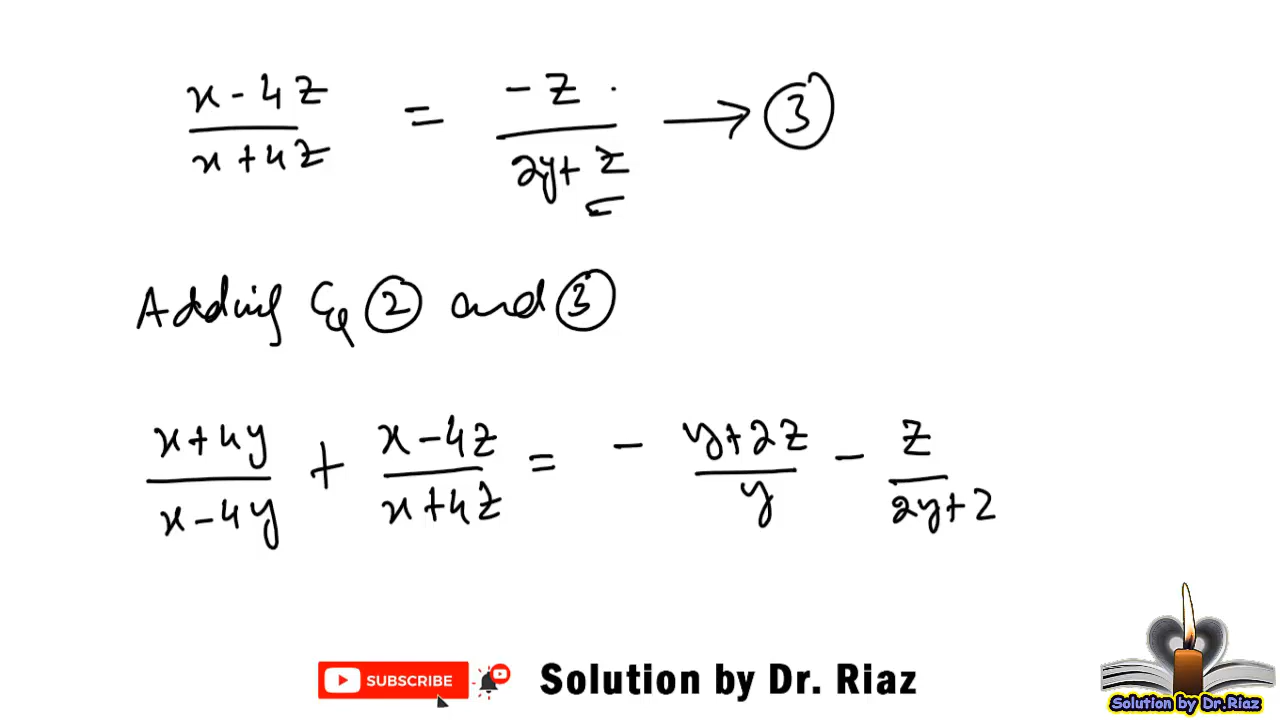 x - 4z / x + 4z = -z / 2y + z → ③
Adding Eq ② and ③
x + 4y / x - 4y + x - 4z / x + 4z = - y + 2z / y - z / 2y + 2
SUBSCRIBE
Solution by Dr. Riaz
Solution by Dr.Riaz